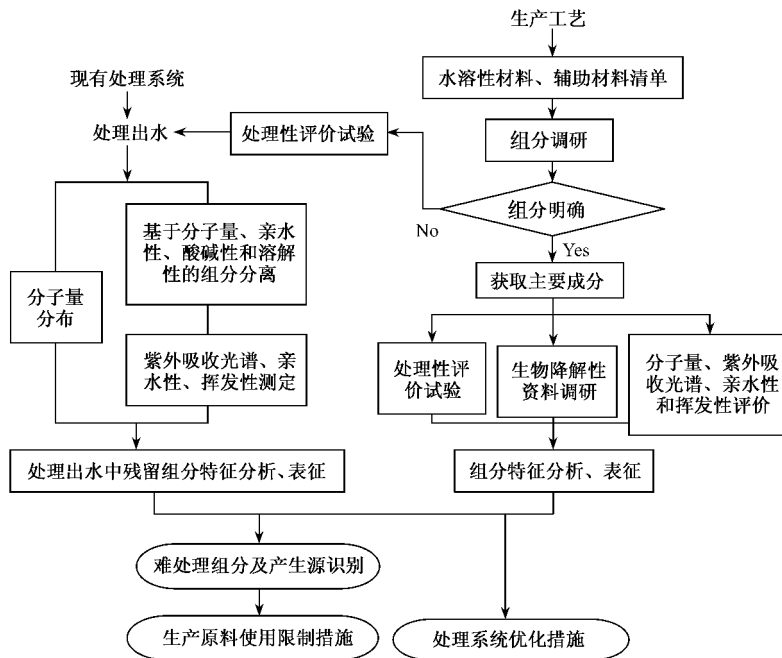 生产工艺
水溶性材料、辅助材料清单
现有处理系统
处理出水
处理性评价试验
组分调研
组分明确
No
Yes
获取主要成分
分子量
分布
基于分子量、亲水
性、酸碱性和溶解
性的组分分离
紫外吸收光谱、亲
水性、挥发性测定
处理性评
价试验
生物降解性
资料调研
分子量、紫外吸
收光谱、亲水性
和挥发性评价
处理出水中残留组分特征分析、表征
组分特征分析、表征
难处理组分及产生源识别
生产原料使用限制措施
处理系统优化措施